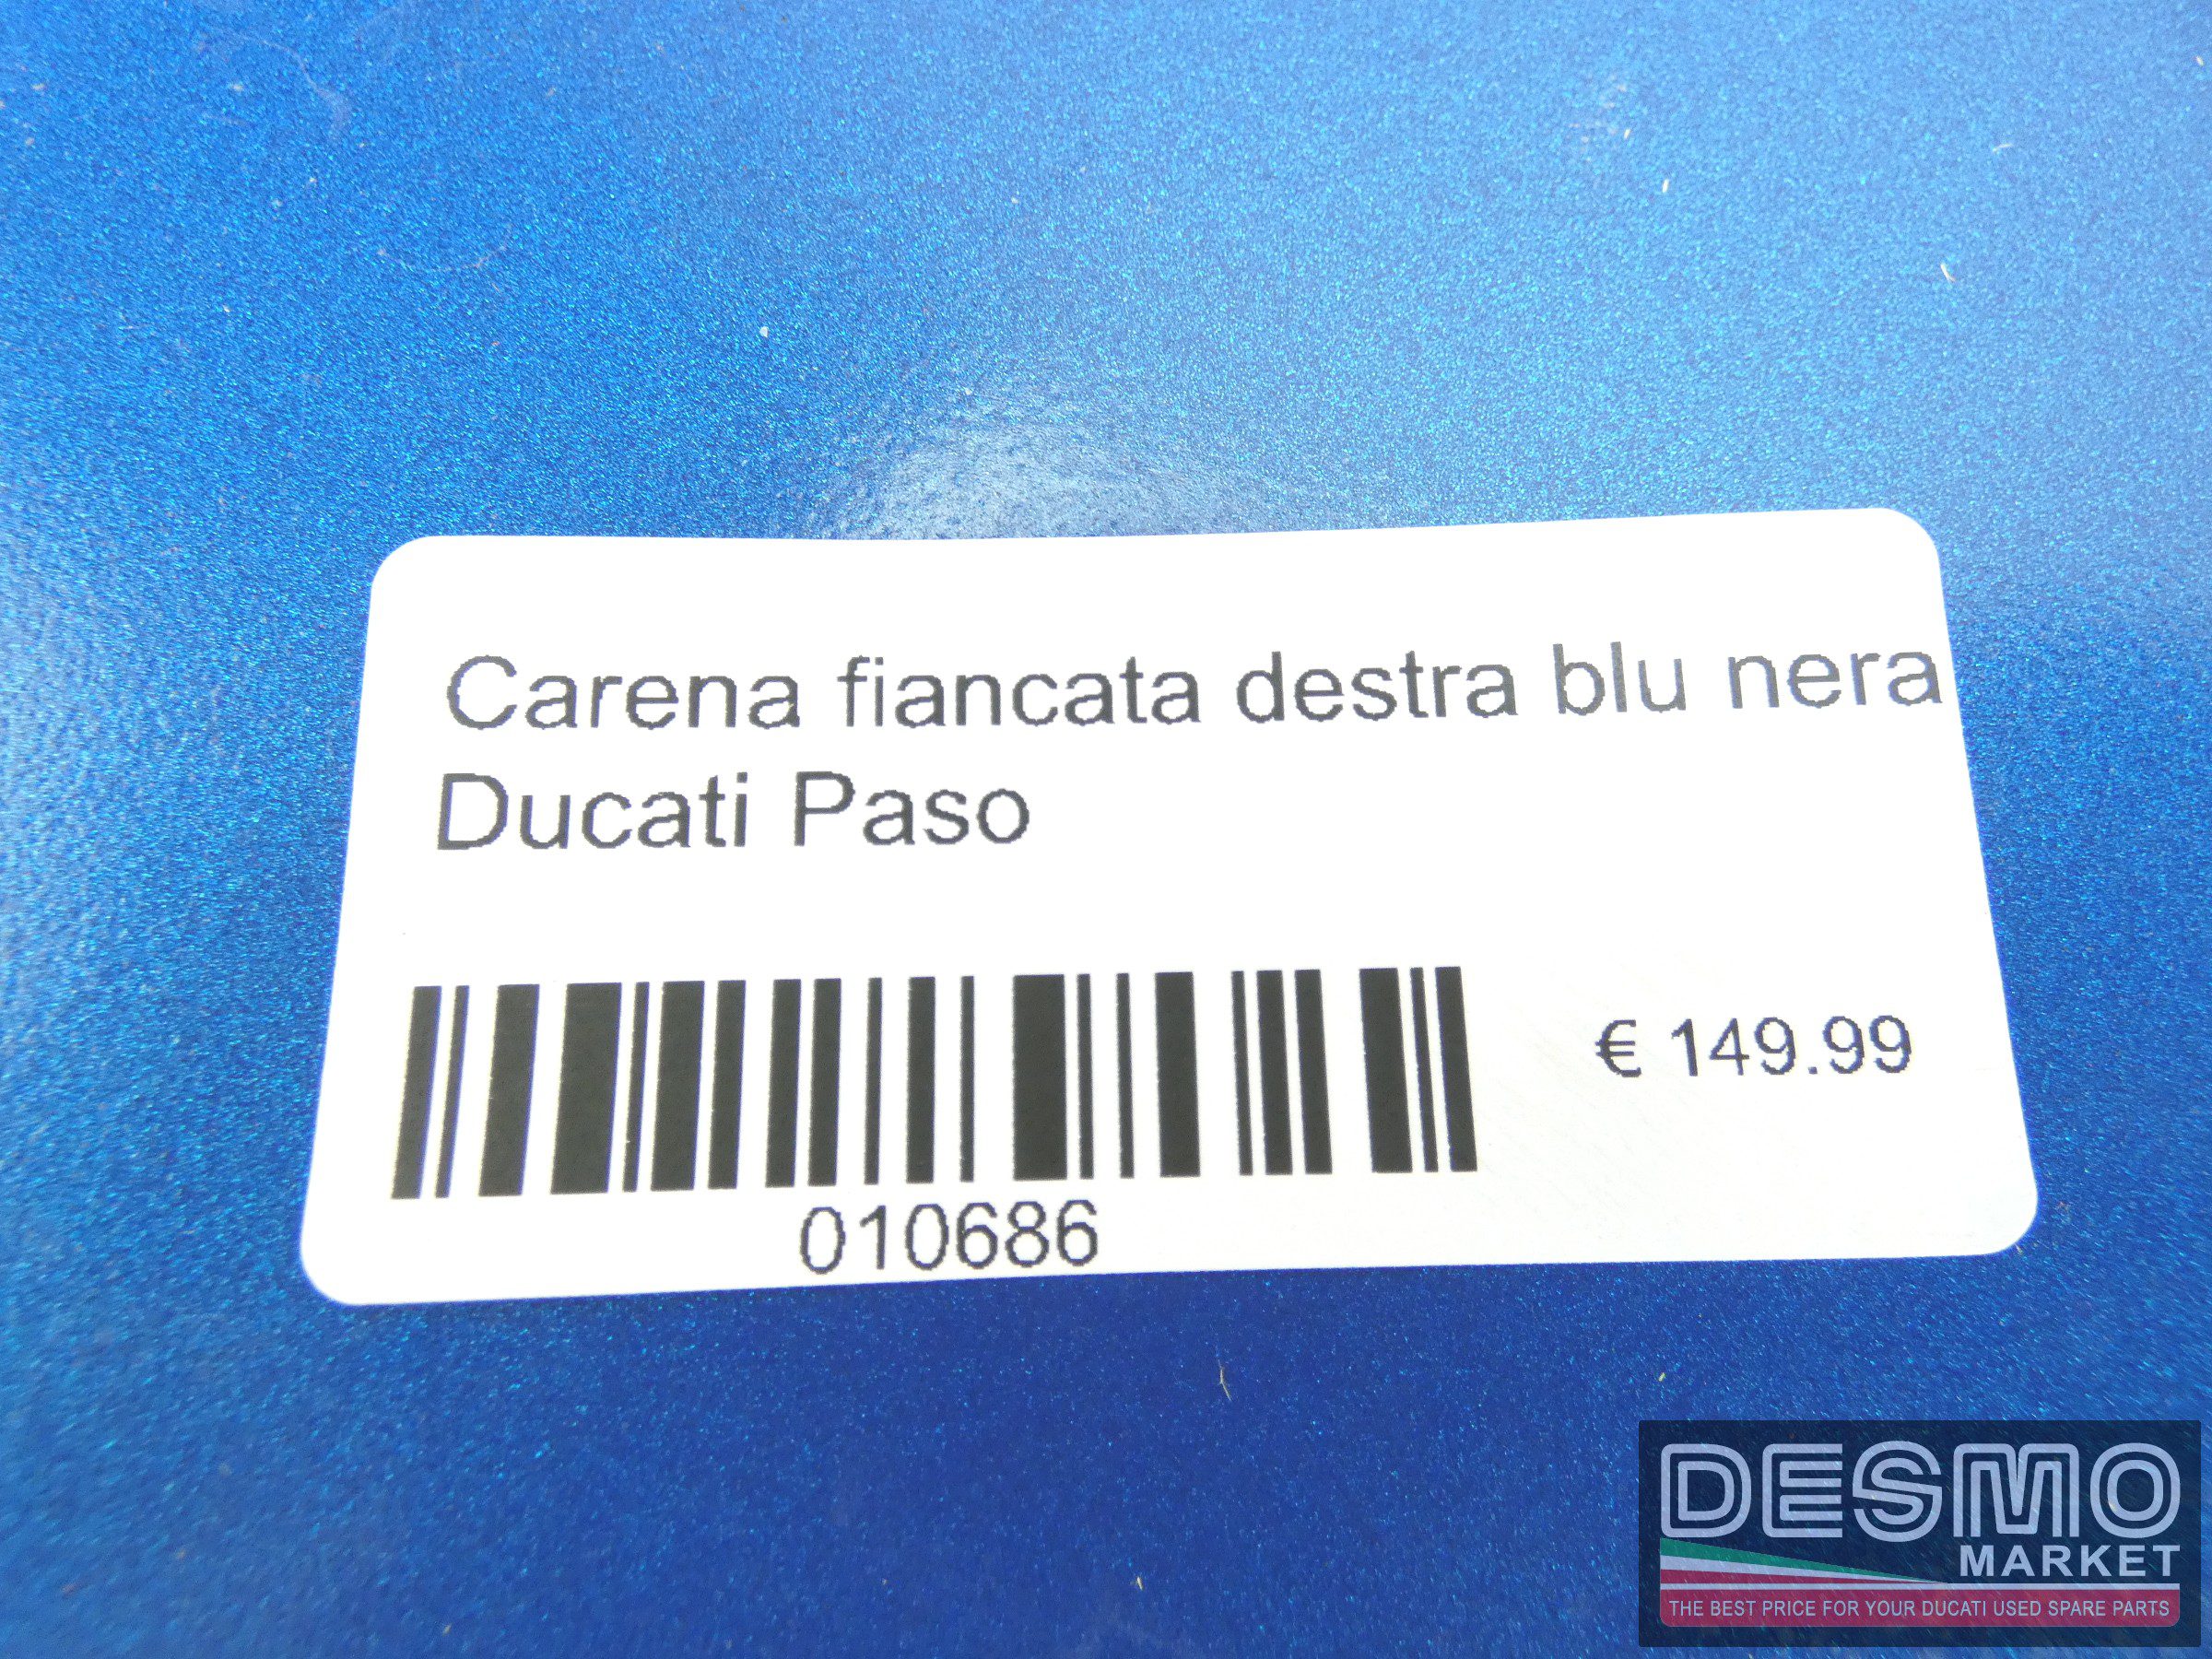 Carena fiancata destra blu nera
Ducati Paso
€ 149.99
010686
DESMO
MARKET
THE BEST PRICE FOR YOUR DUCATI USED SPARE PARTS